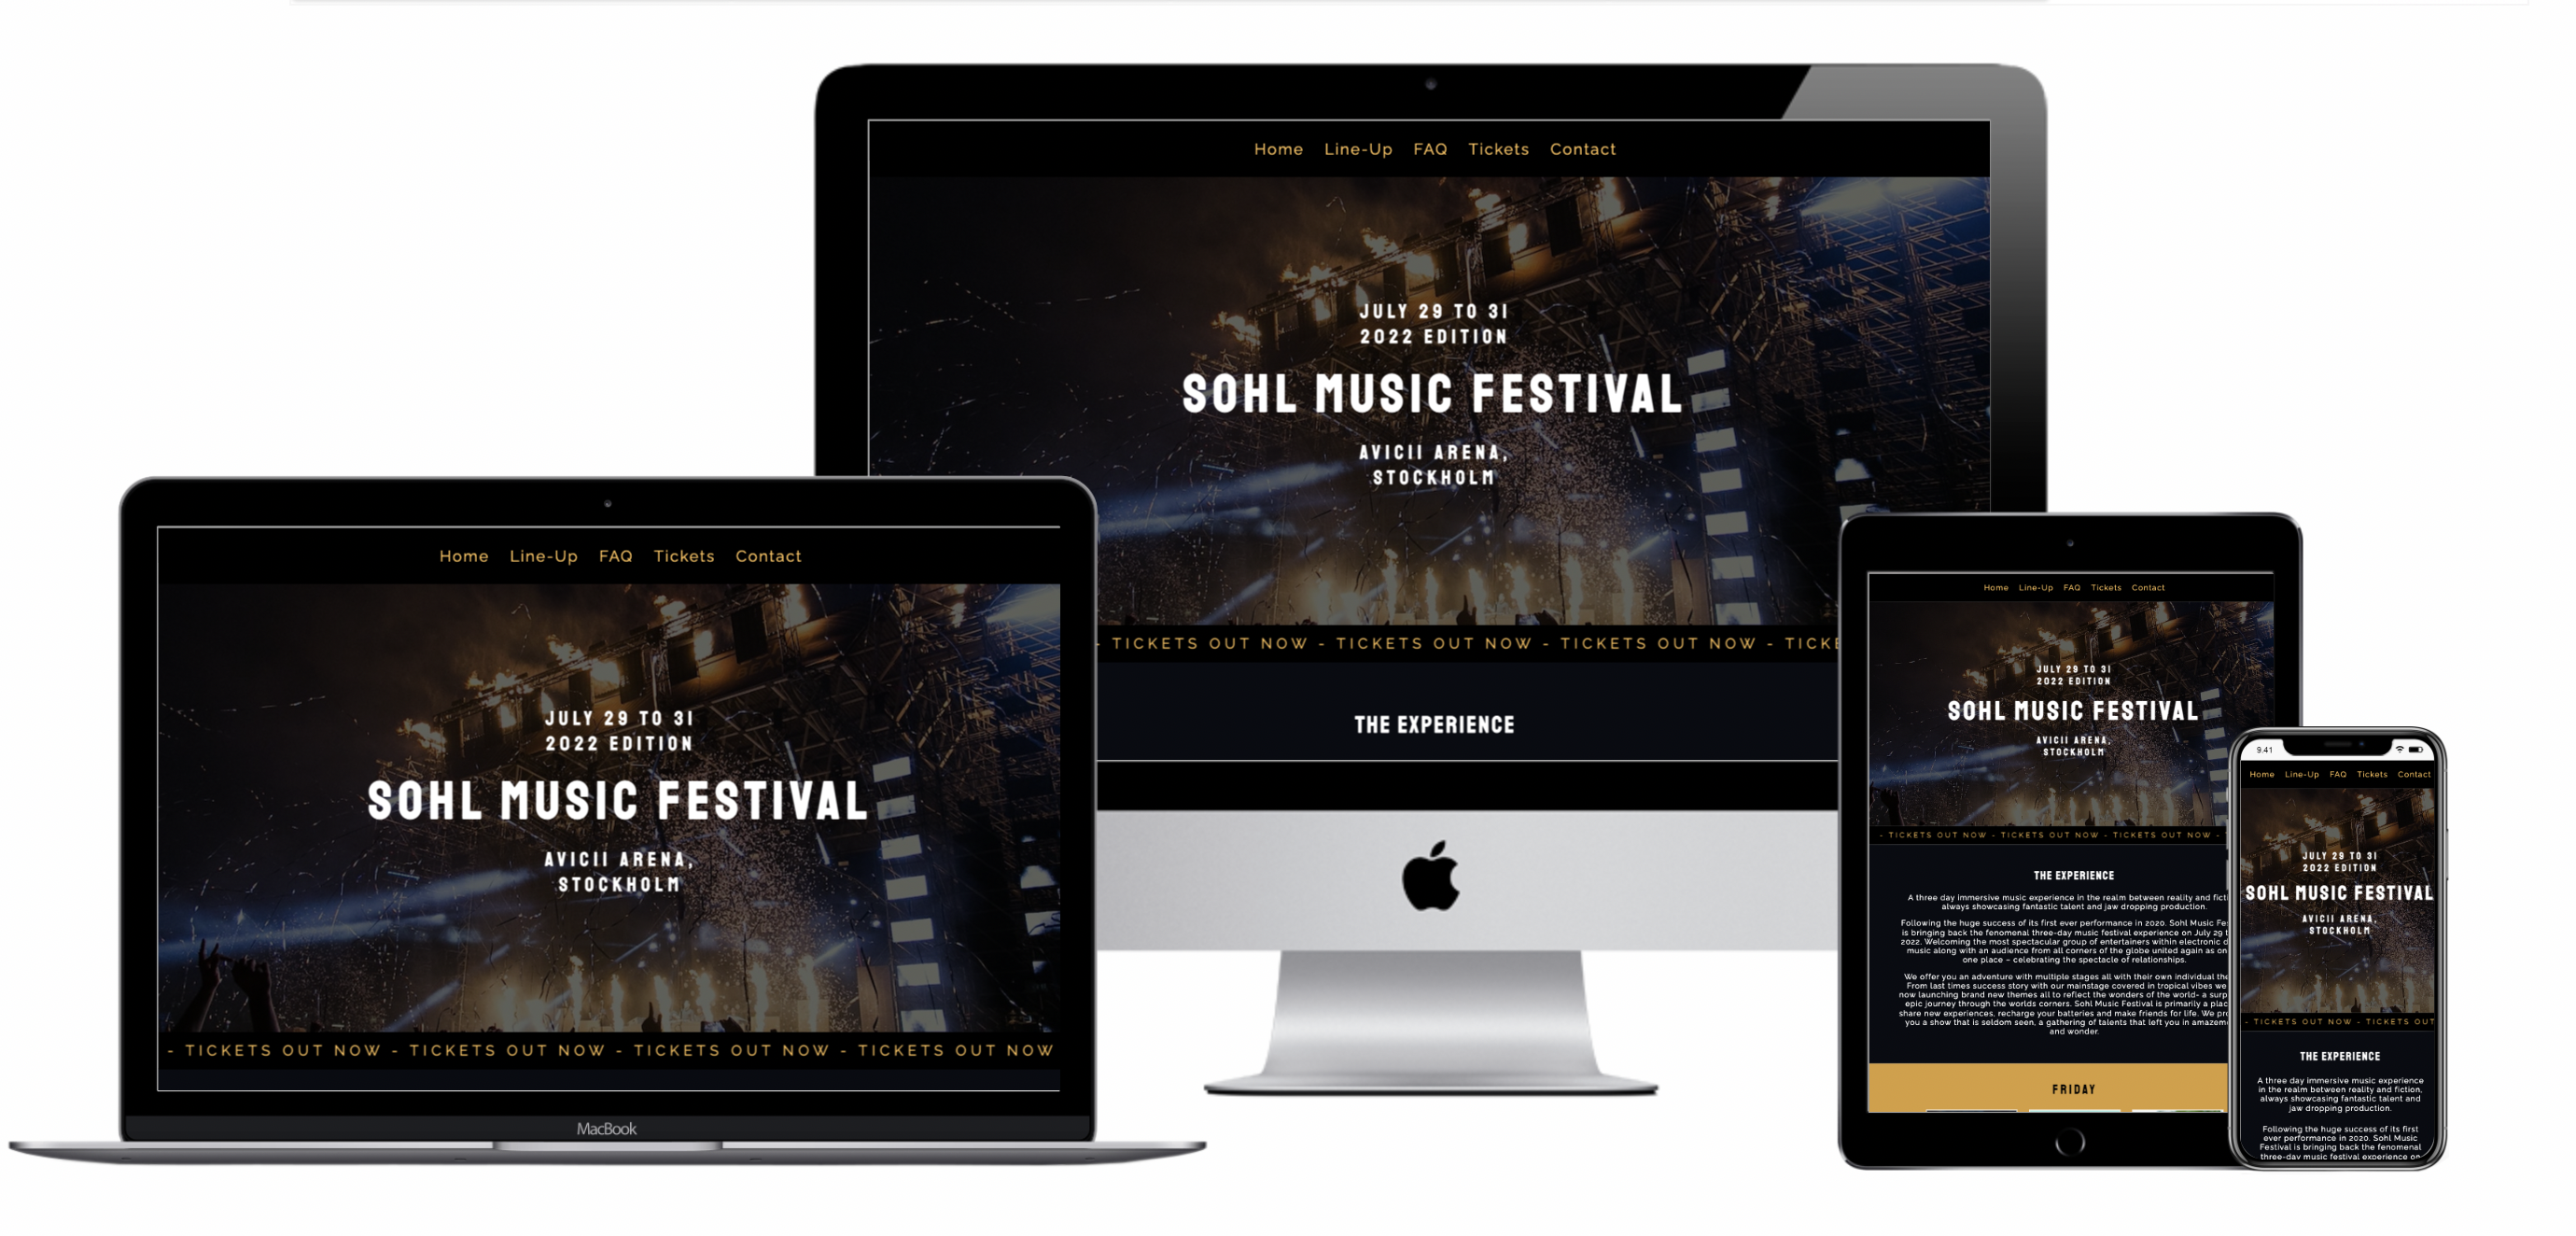 Home Line-Up FAQ Tickets Contact
JULY 29 TO 31
2022 EDITION
SOHL MUSIC FESTIVAL
AVICII ARENA,
STOCKHOLM
- TICKETS OUT NOW - TICKETS OUT NOW - TICKETS OUT NOW - TICKE
THE EXPERIENCE
Home Line-Up FAQ Tickets Contact
JULY 29 TO 31
2022 EDITION
SOHL MUSIC FESTIVAL
AVICII ARENA,
STOCKHOLM
- TICKETS OUT NOW - TICKETS OUT NOW - TICKETS OUT NOW - TICKETS OUT NOW
MacBook
Home Line-Up FAQ Tickets Contact
JULY 29 TO 31
2022 EDITION
SOHL MUSIC FESTIVAL
AVICII ARENA,
STOCKHOLM
- TICKETS OUT NOW - TICKETS OUT NOW - TICKETS OUT NOW -
THE EXPERIENCE
A three day immersive music experience in the realm between reality and ficti
always showcasing fantastic talent and jaw dropping production.
Following the huge success of its first ever performance in 2020. Sohl Music Fe
is bringing back the fenomenal three-day music festival experience on July 29 t
2022. Welcoming the most spectacular group of entertainers within electronic d
music along with an audience from all corners of the globe united again as on
one place – celebrating the spectacle of relationships.
We offer you an adventure with multiple stages all with their own individual the
From last times success story with our mainstage covered in tropical vibes we
now launching brand new themes all to reflect the wonders of the world- a surp
epic journey through the worlds corners. Sohl Music Festival is primarily a plac
share new experiences, recharge your batteries and make friends for life. We pr
you a show that is seldom seen, a gathering of talents that left you in amazem
and wonder.
FRIDAY
9.41
Home Line-Up FAQ Tickets Contact
JULY 29 TO 31
2022 EDITION
SOHL MUSIC FESTIVAL
AVICII ARENA,
STOCKHOLM
- TICKETS OUT NOW - TICKETS OUT
THE EXPERIENCE
A three day immersive music experience
in the realm between reality and fiction,
always showcasing fantastic talent and
jaw dropping production.
Following the huge success of its first
ever performance in 2020. Sohl Music
Festival is bringing back the fenomenal
three-day music festival experience on